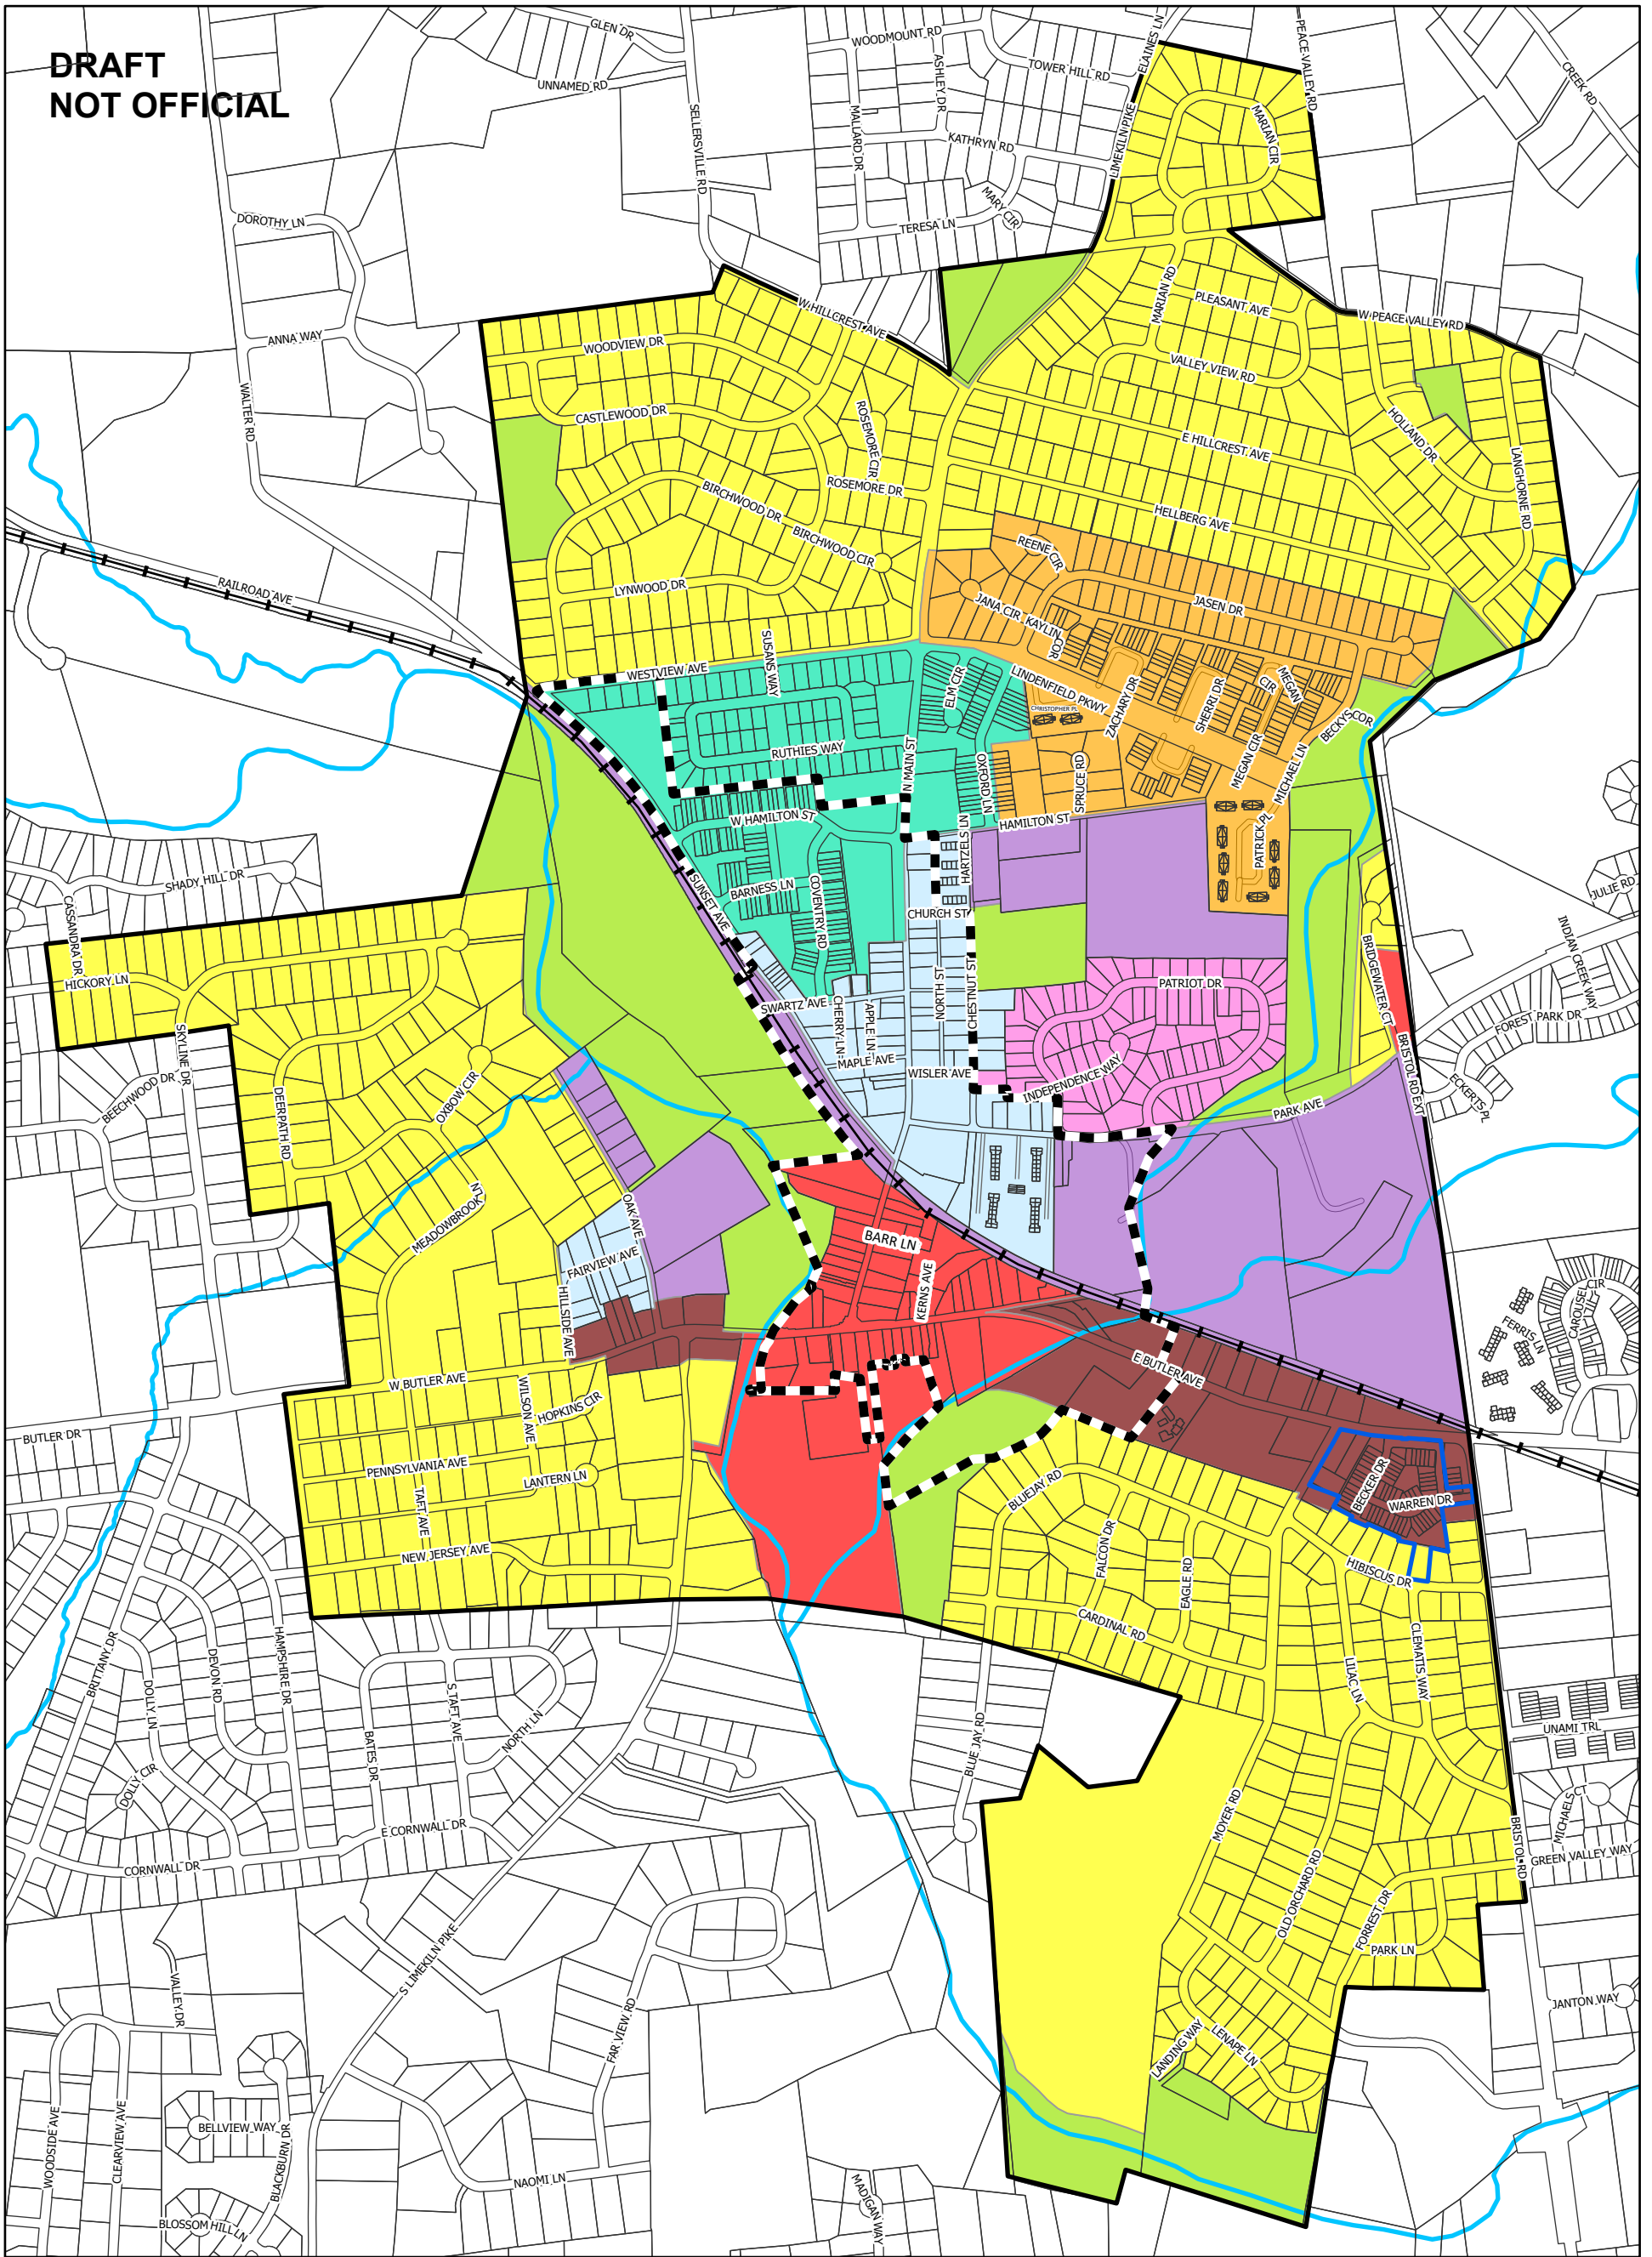 DRAFT
NOT OFFICIAL
GLEN DR
WOODMOUNT RD
ELAINES LN
PEACE VALLEY RD
UNNAMED RD
ASHLEY DR
TOWER HILL RD
CREEK RD
SELLERSVILLE RD
MALLARD DR
KATHRYN RD
LIMEKILN PIKE
MARIAN CIR
MARY CIR
DOROTHY LN
TERESA LN
W HILLCREST AVE
MARIAN RD
PLEASANT AVE
W PEACE VALLEY RD
ANNA WAY
WOODVIEW DR
VALLEY VIEW RD
WALTER RD
CASTLEWOOD DR
ROSEMORE CIR
E HILLCREST AVE
HOLLAND DR
LANGHORNE RD
ROSEMORE DR
BIRCHWOOD DR
HELLBERG AVE
BIRCHWOOD CIR
REENE CIR
RAILROAD AVE
LYNWOOD DR
JANA CIR
KAYLIN
COR
JASEN DR
SUSANS WAY
WESTVIEW AVE
ELM CIR
LINDENFIELD PKWY
CHRISTOPHER PL
ZACHARY DR
SHERRI DR
MEGAN
CIR
BECKYS COR
RUTHIES WAY
N MAIN ST
OXFORD LN
SPRUCE RD
MEGAN CIR
MICHAEL LN
W HAMILTON ST
HAMILTON ST
HARTZELS LN
PATRICK PL
SHADY HILL DR
CASSANDRA DR
SUNSET AVE
BARNESS LN
COVENTRY RD
CHURCH ST
JULIE RD
HICKORY LN
BRIDGEWATER CT
INDIAN CREEK WAY
PATRIOT DR
SWARTZ AVE
CHERRY LN
APPLE LN
NORTH ST
CHESTNUT ST
FOREST PARK DR
SKYLINE DR
MAPLE AVE
WISLER AVE
INDEPENDENCE WAY
BRISTOL RD EXT
ECKERTS PL
BEECHWOOD DR
DEERPATH RD
OXBOW CIR
PARK AVE
MEADOWBROOK LN
OAK AVE
BARR LN
FAIRVIEW AVE
HILLSIDE AVE
KERNS AVE
CAROUSEL CIR
FERRIS LN
E BUTLER AVE
W BUTLER AVE
WILSON AVE
HOPKINS CIR
BUTLER DR
PENNSYLVANIA AVE
LANTERN LN
BLUEJAY RD
BECKER DR
WARREN DR
TAFT AVE
NEW JERSEY AVE
FALCON DR
EAGLE RD
HIBISCUS DR
CARDINAL RD
BRITTANY DR
DOLLY LN
DEVON RD
HAMPSHIRE DR
LILAC LN
CLEMATIS WAY
BATES DR
S TAFT AVE
NORTH LN
BLUE JAY RD
UNAMI TRL
DOLLY CIR
E CORNWALL DR
MOYER RD
MICHAELS CT
BRISTOL RD
CORNWALL DR
GREEN VALLEY WAY
OLD ORCHARD RD
FORREST DR
PARK LN
S LIMEKILN PIKE
VALLEY DR
FAR VIEW RD
LANDING WAY
LENAPE LN
JANTON WAY
WOODSIDE AVE
CLEARVIEW AVE
BELLVIEW WAY
BLACKBURN DR
NAOMI LN
MADIGAN WAY
BLOSSOM HILL LN